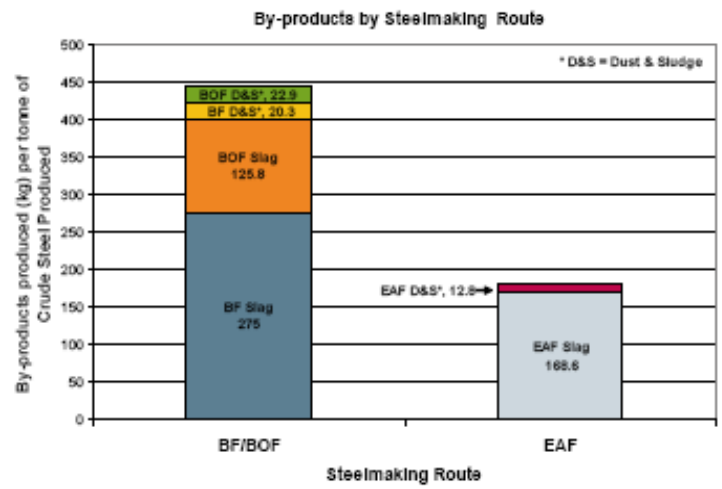 By-products by Steelmaking Route
* D&S = Dust & Sludge
By-products produced (kg) per tonne of
Crude Steel Produced
500
450
400
350
300
250
200
150
100
50
0
BOF D&S*, 22.9
BF D&S*, 20.3
BOF Slag
125.8
BF Slag
275
EAF D&S*,
EAF Slag
168.6
BF/BOF
EAF
Steelmaking Route